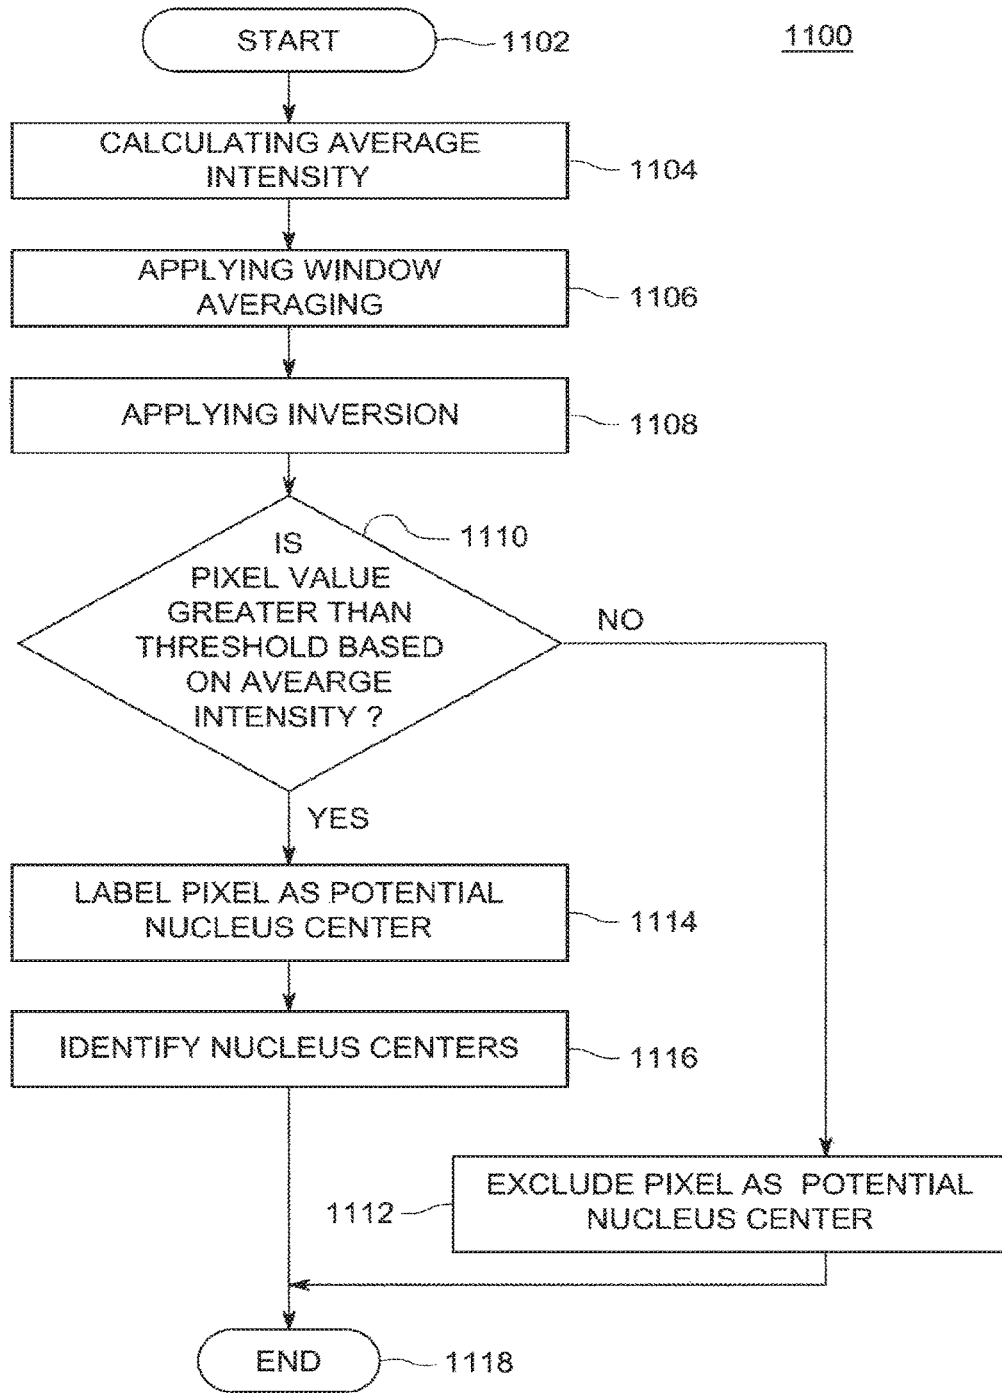 START
1102
1100
CALCULATING AVERAGE
INTENSITY
1104
APPLYING WINDOW
AVERAGING
1106
APPLYING INVERSION
1108
1110
IS
PIXEL VALUE
GREATER THAN
THRESHOLD BASED
ON AVEARGE
INTENSITY ?
NO
YES
LABEL PIXEL AS POTENTIAL
NUCLEUS CENTER
1114
IDENTIFY NUCLEUS CENTERS
1116
EXCLUDE PIXEL AS POTENTIAL
NUCLEUS CENTER
1112
END
1118